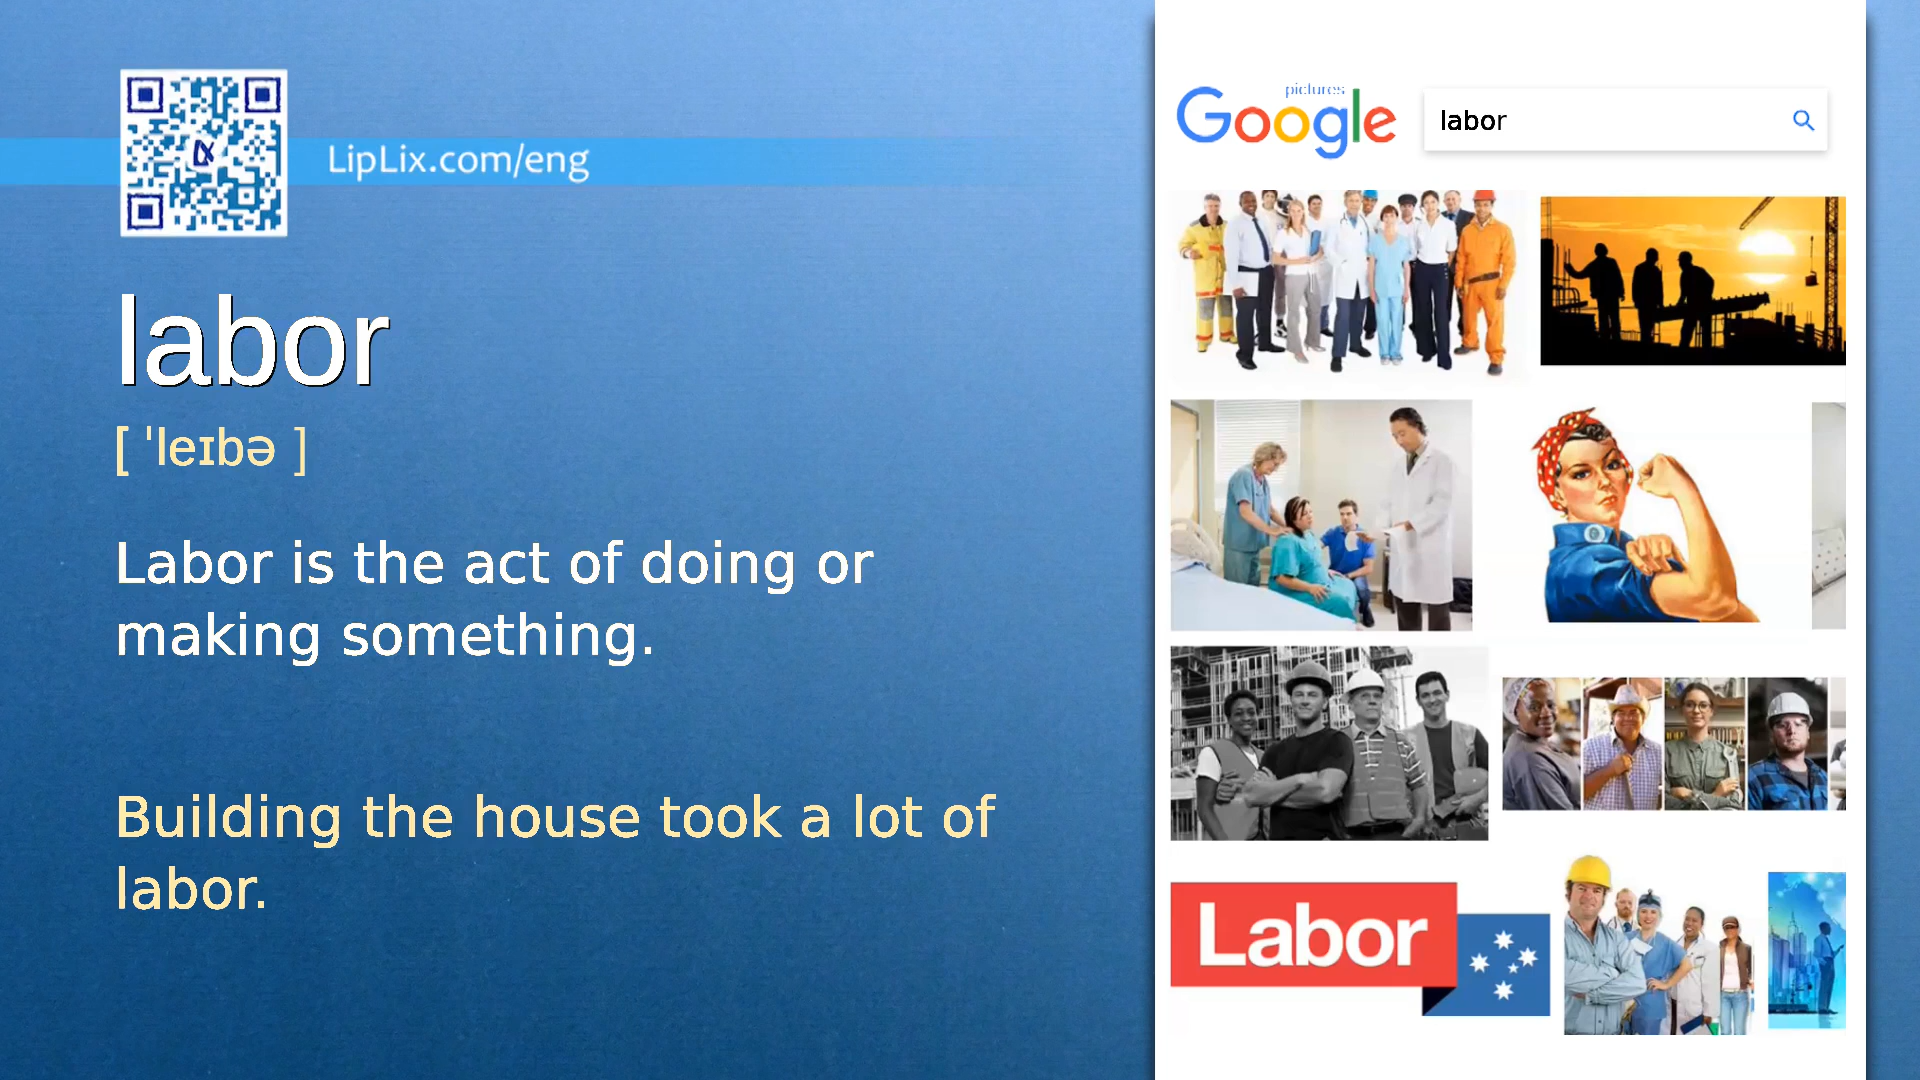 LipLix.com/eng
labor
[ ˈleɪbə ]
Labor is the act of doing or
making something.
Building the house took a lot of
labor.
pictures
Google
labor
Labor